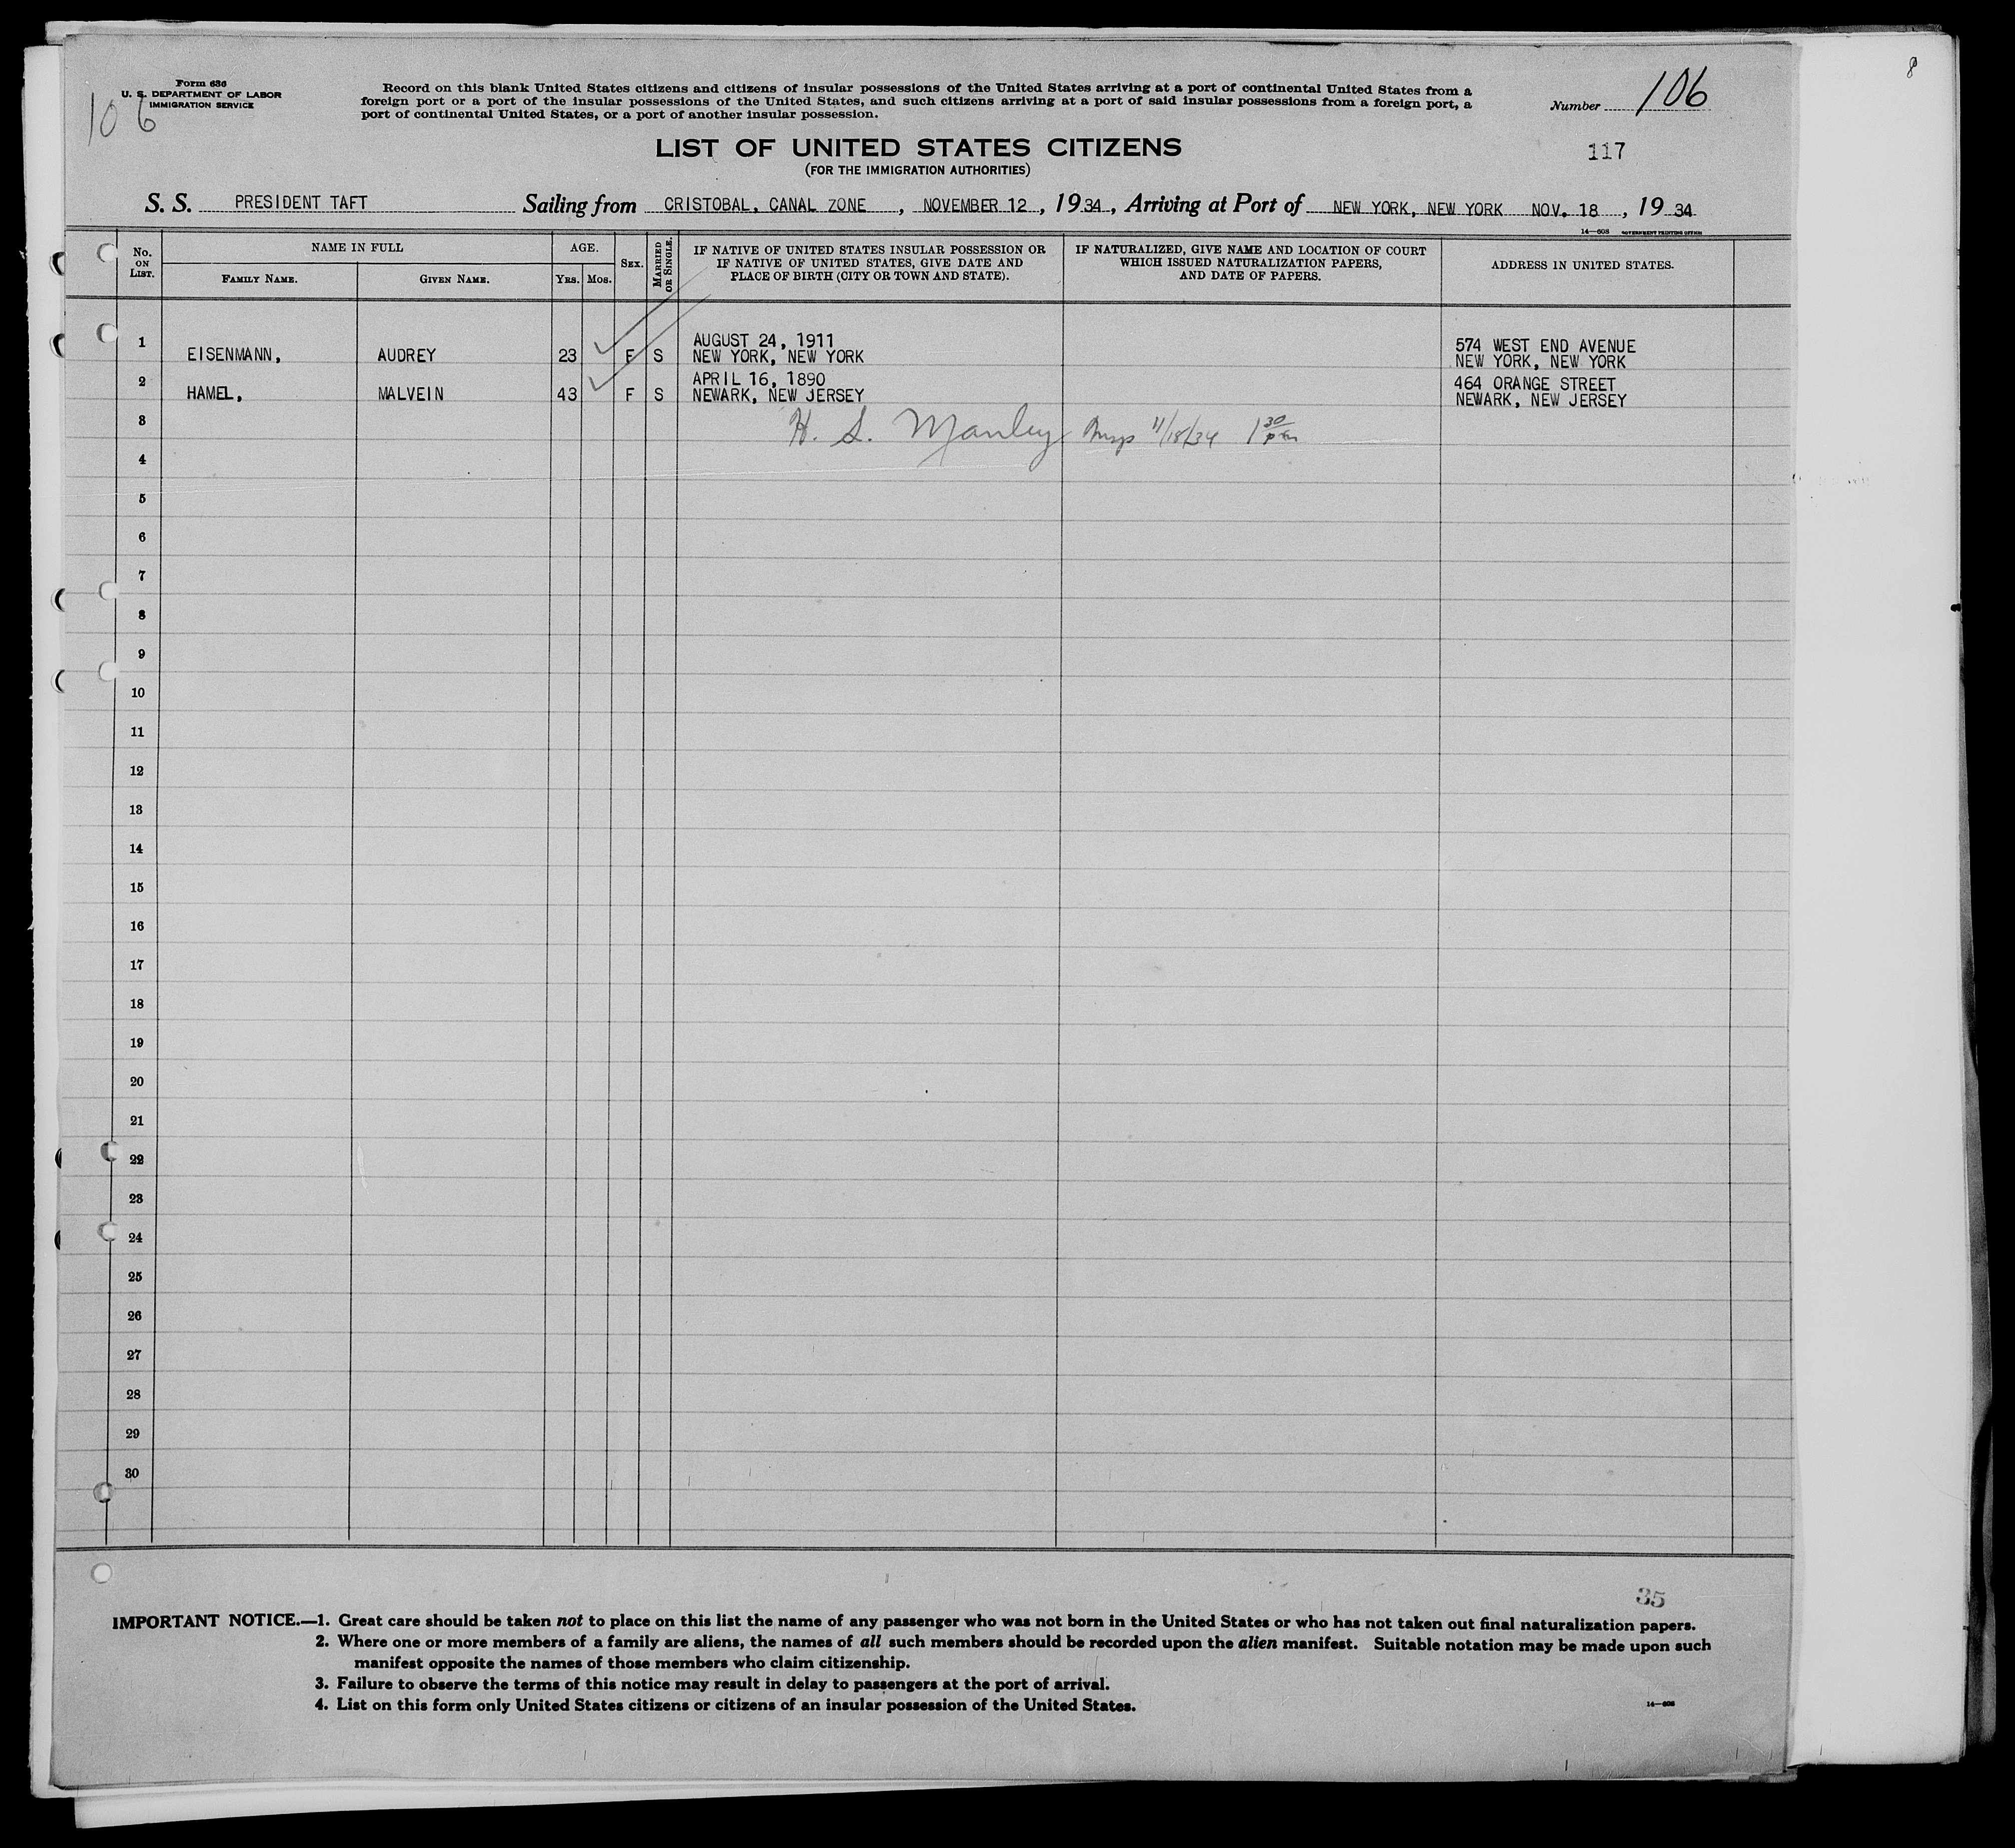 8
Form 636
U. S. DEPARTMENT OF LABOR
IMMIGRATION SERVICE
106
Record on this blank United States citizens and citizens of insular possessions of the United States arriving at a port of continental United States from a
foreign port or a port of the insular possessions of the United States, and such citizens arriving at a port of said insular possessions from a foreign port, a
port of continental United States, or a port of another insular possession.
Number 106
LIST OF UNITED STATES CITIZENS
(FOR THE IMMIGRATION AUTHORITIES)
117
S. S. PRESIDENT TAFT Sailing from CRISTOBAL, CANAL ZONE, NOVEMBER 12, 1934, Arriving at Port of NEW YORK, NEW YORK NOV. 18, 1934
14—608 GOVERNMENT PRINTING OFFICE
No. ON LIST.
NAME IN FULL
FAMILY NAME.
GIVEN NAME.
AGE.
YRS. MOS.
SEX.
MARRIED OR SINGLE.
IF NATIVE OF UNITED STATES INSULAR POSSESSION OR
IF NATIVE OF UNITED STATES, GIVE DATE AND
PLACE OF BIRTH (CITY OR TOWN AND STATE).
IF NATURALIZED, GIVE NAME AND LOCATION OF COURT
WHICH ISSUED NATURALIZATION PAPERS,
AND DATE OF PAPERS.
ADDRESS IN UNITED STATES.
1 EISENMANN, AUDREY 23 F S AUGUST 24, 1911
NEW YORK, NEW YORK
574 WEST END AVENUE
NEW YORK, NEW YORK
2 HAMEL, MALVEIN 43 F S APRIL 16, 1890
NEWARK, NEW JERSEY
464 ORANGE STREET
NEWARK, NEW JERSEY
3 H. S. Manley Insp 11/18/34 1 30 pm
4
5
6
7
8
9
10
11
12
13
14
15
16
17
18
19
20
21
22
23
24
25
26
27
28
29
30
35
IMPORTANT NOTICE.—1. Great care should be taken not to place on this list the name of any passenger who was not born in the United States or who has not taken out final naturalization papers.
2. Where one or more members of a family are aliens, the names of all such members should be recorded upon the alien manifest. Suitable notation may be made upon such
manifest opposite the names of those members who claim citizenship.
3. Failure to observe the terms of this notice may result in delay to passengers at the port of arrival.
4. List on this form only United States citizens or citizens of an insular possession of the United States.
14—608